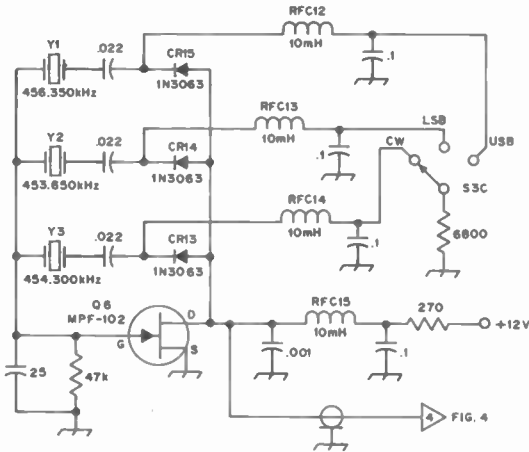 Y1
.022
456.350kHz
CR15
1N3063
RFC12
10mH
.1
Y2
.022
453.650kHz
CR14
1N3063
RFC13
10mH
.1
LSB
USB
CW
S3C
6800
Y3
.022
454.300kHz
CR13
1N3063
RFC14
10mH
.1
Q6
MPF-102
D
G
S
25
47k
RFC15
10mH
.001
.1
270
+12V
4
FIG. 4